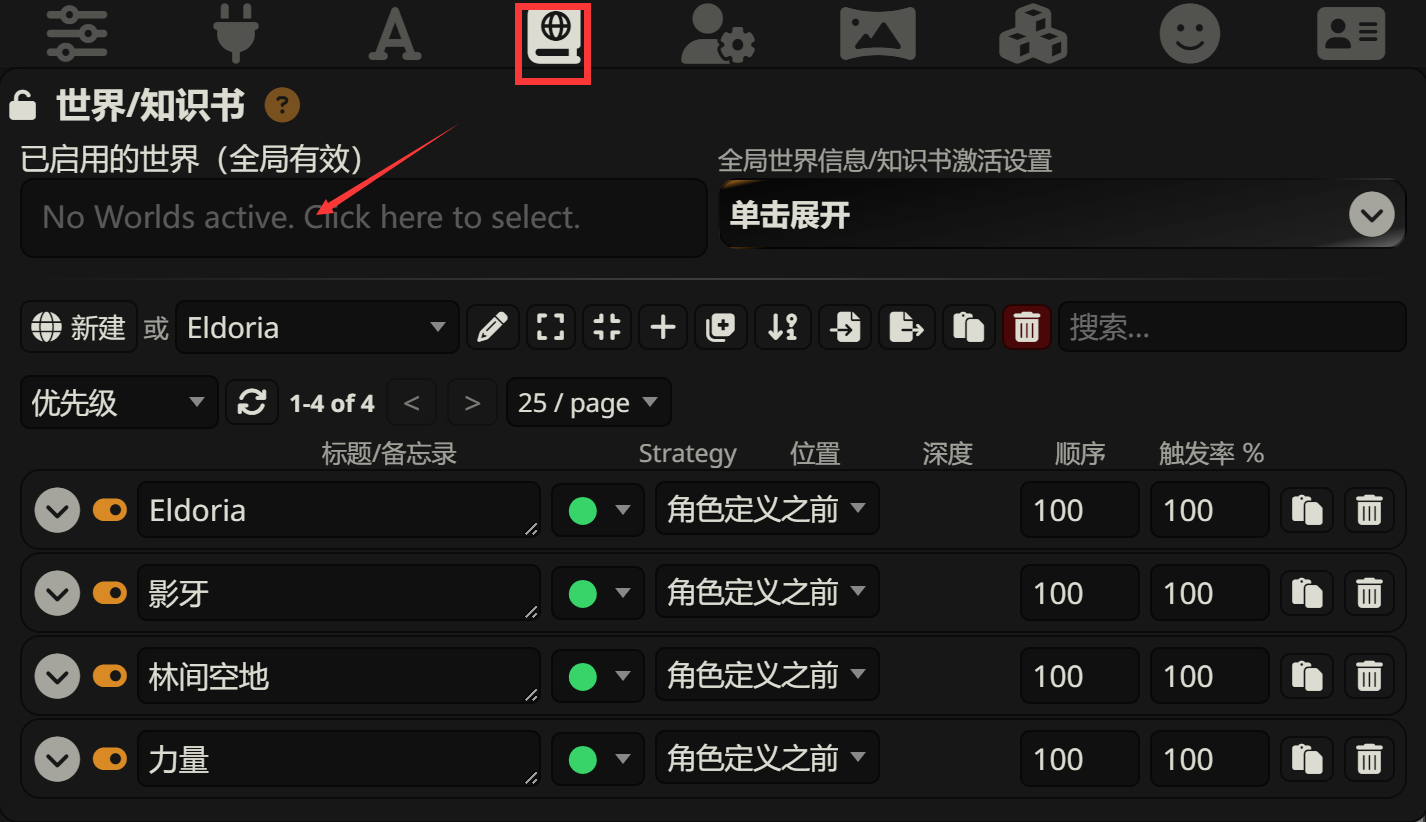 世界/知识书 ?
已启用的世界（全局有效）
全局世界信息/知识书激活设置
No Worlds active. Click here to select.
单击展开
新建 或 Eldoria 搜索...
优先级 1-4 of 4 < > 25 / page
标题/备忘录 Strategy 位置 深度 顺序 触发率 %
Eldoria 角色定义之前 100 100
影牙 角色定义之前 100 100
林间空地 角色定义之前 100 100
力量 角色定义之前 100 100